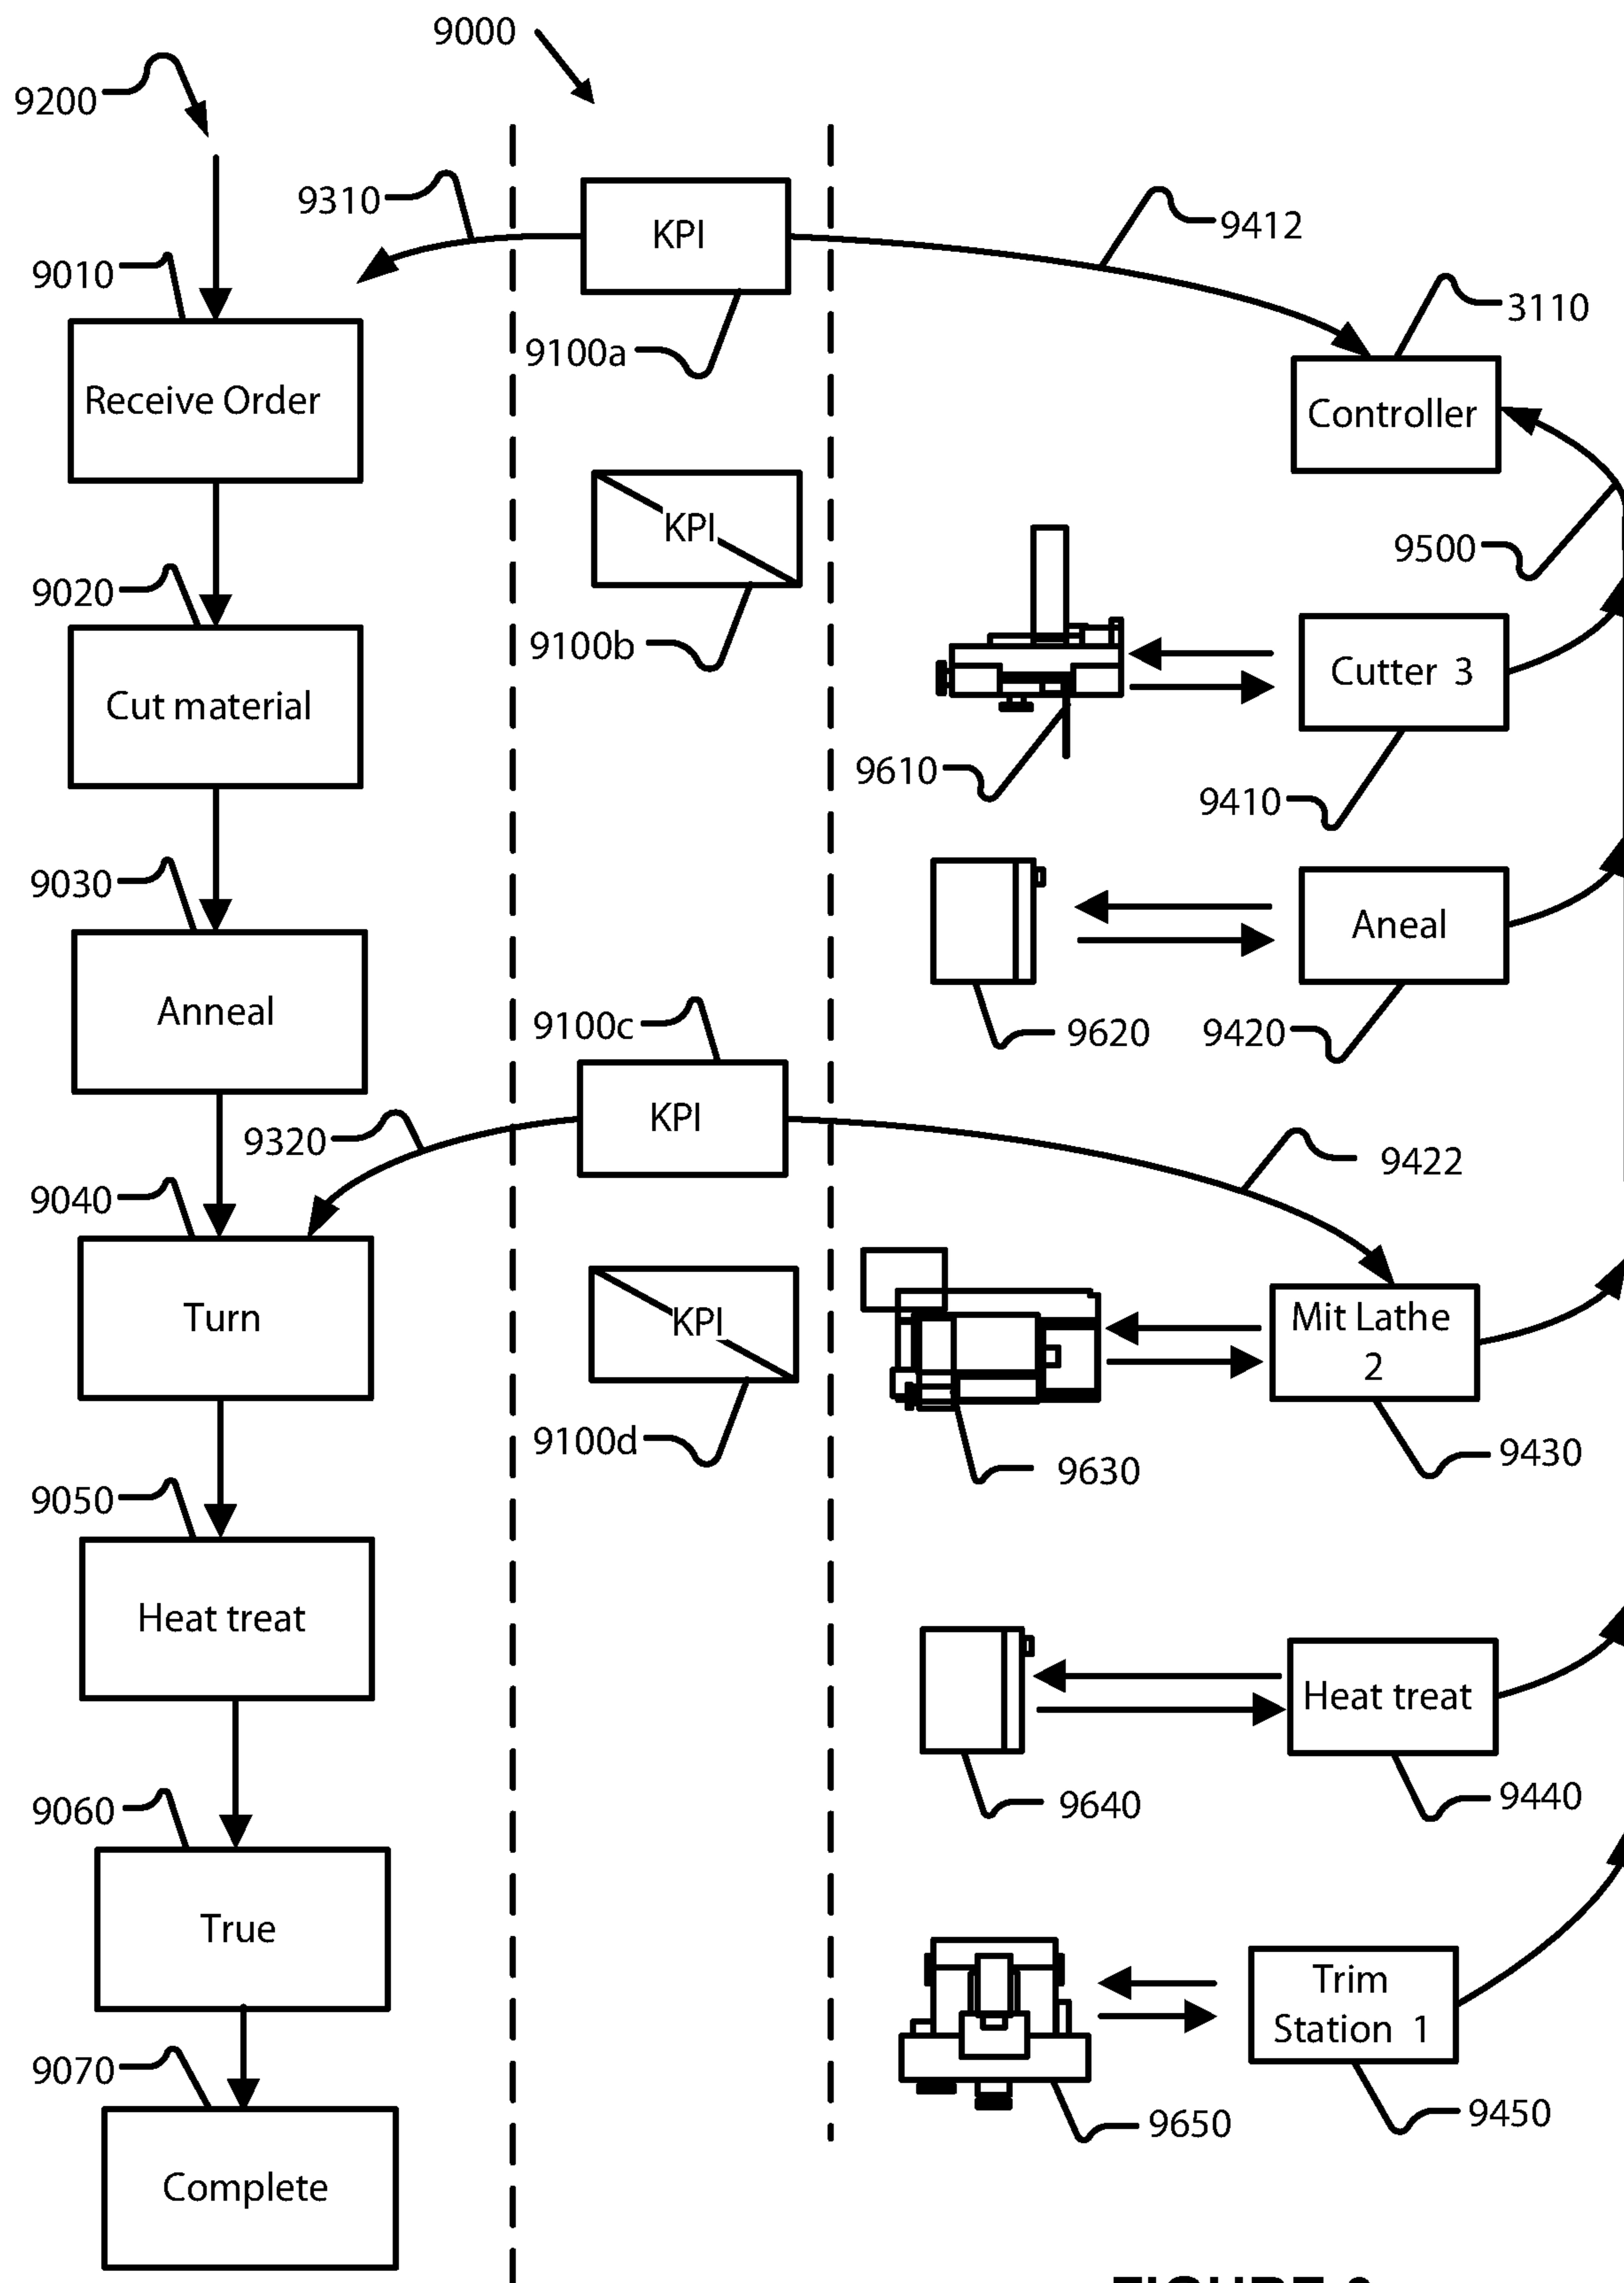 9000
9200
9310
KPI
9412
9010
9100a
3110
Receive Order
Controller
KPI
9500
9020
9100b
Cut material
Cutter 3
9610
9410
9030
Aneal
Anneal
9100c
9620
9420
KPI
9320
9422
9040
Turn
KPI
Mit Lathe
2
9100d
9630
9430
9050
Heat treat
Heat treat
9060
9640
9440
True
Trim
Station 1
9070
9650
9450
Complete